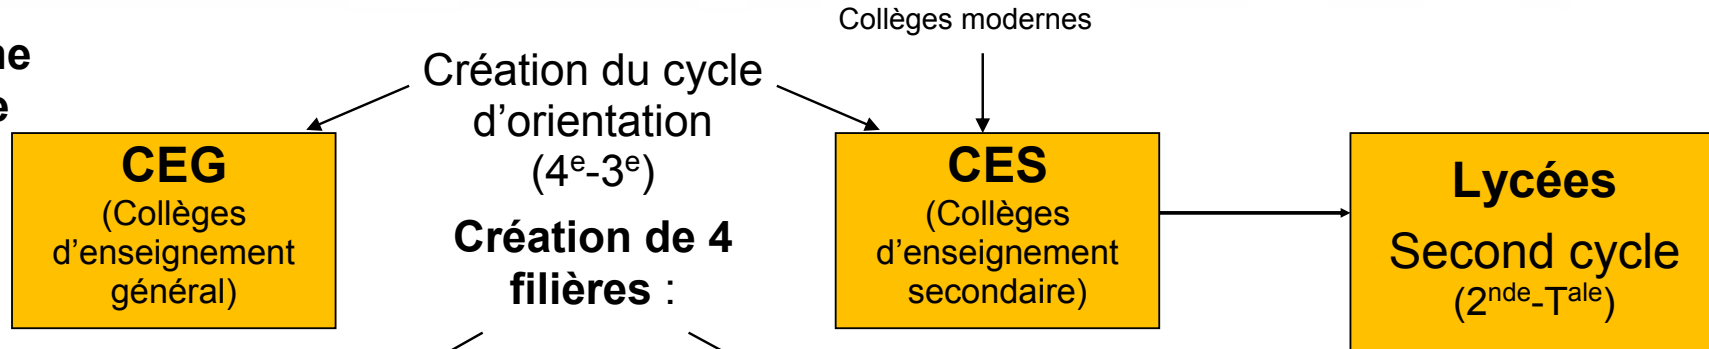 Collèges modernes
Création du cycle
d’orientation
(4e-3e)
CEG
(Collèges
d’enseignement
général)
Création de 4
filières :
CES
(Collèges
d’enseignement
secondaire)
Lycées
Second cycle
(2nde-Tale)